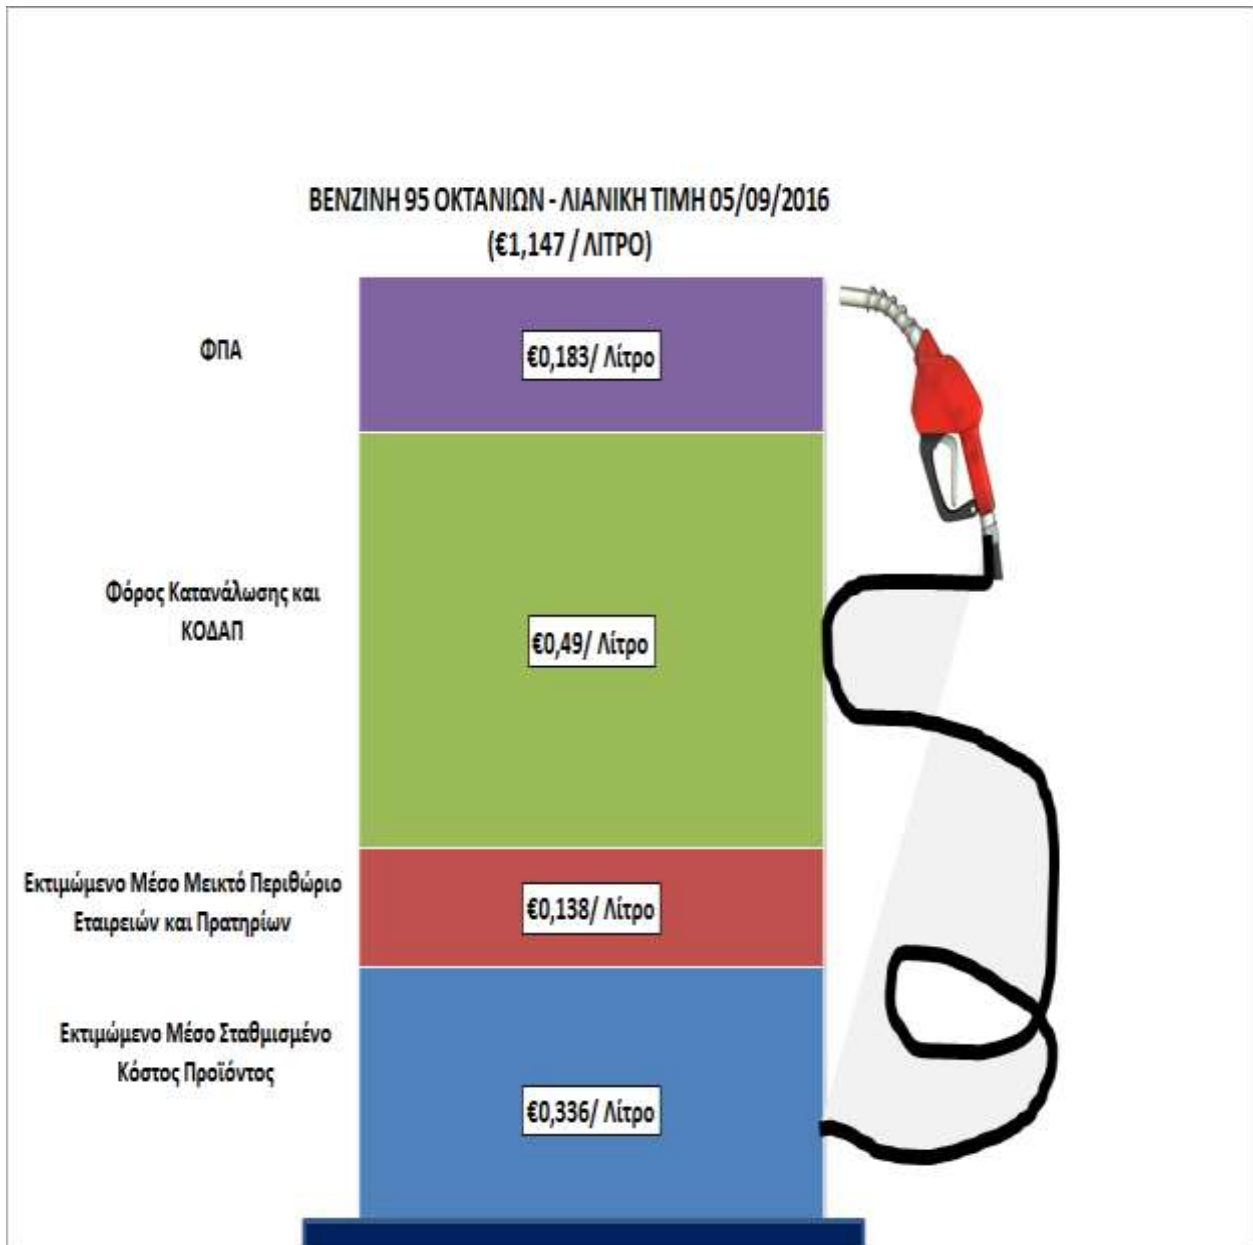 ΒΕΝΖΙΝΗ 95 ΟΚΤΑΝΙΩΝ - ΛΙΑΝΙΚΗ ΤΙΜΗ 05/09/2016
(€1,147 / ΛΙΤΡΟ)
ΦΠΑ
€0,183/ Λίτρο
Φόρος Κατανάλωσης και
ΚΟΔΑΠ
€0,49/ Λίτρο
Εκτιμώμενο Μέσο Μεικτό Περιθώριο
Εταιρειών και Πρατηρίων
€0,138/ Λίτρο
Εκτιμώμενο Μέσο Σταθμισμένο
Κόστος Προϊόντος
€0,336/ Λίτρο